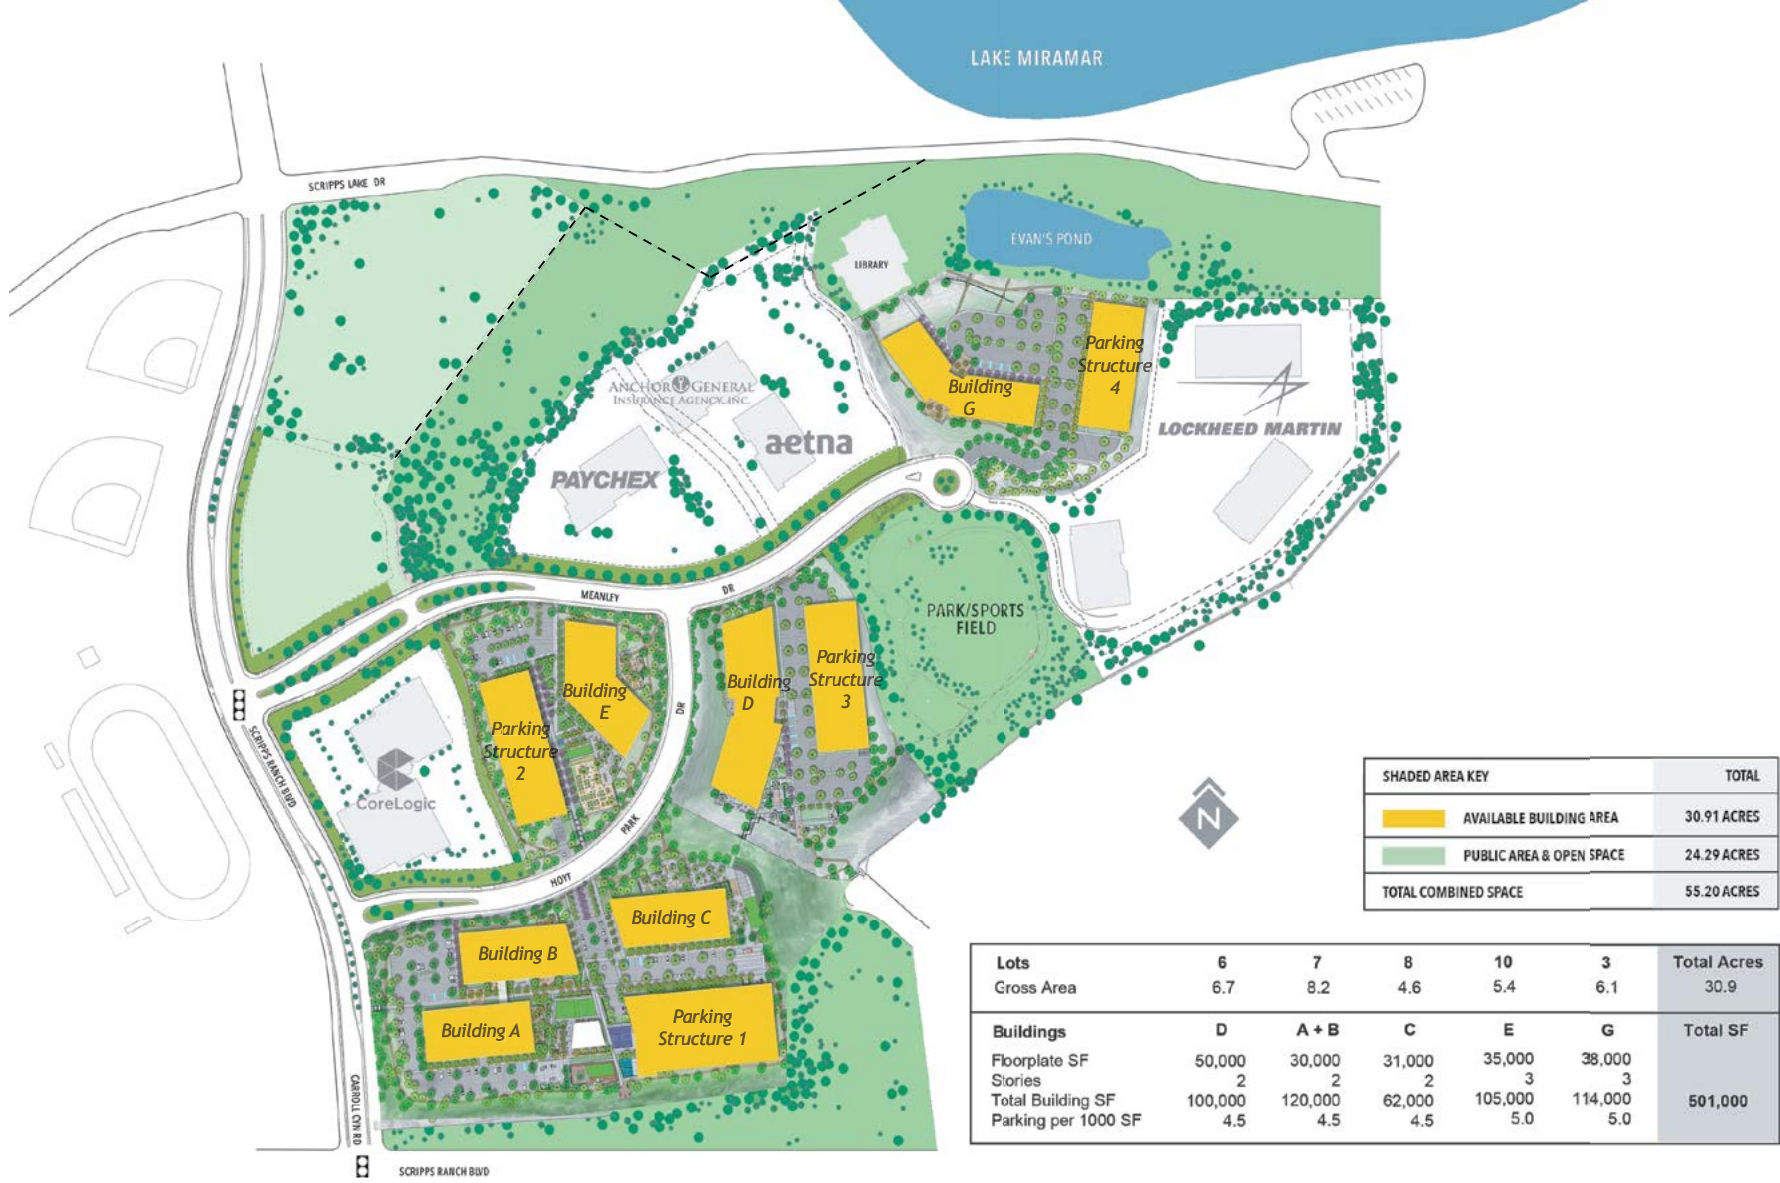 LAKE MIRAMAR
SCRIPPS LAKE DR
EVAN'S POND
LIBRARY
Parking
Structure
4
Building
G
ANCHOR GENERAL
INSURANCE AGENCY, INC.
aetna
PAYCHEX
LOCKHEED MARTIN
MEANLEY
DR
PARK/SPORTS
FIELD
Building
E
Building
D
Parking
Structure
3
Parking
Structure
2
DR
SCRIPPS RANCH BLVD
CoreLogic
PARK
HOYT
N
Building C
Building B
Building A
Parking
Structure 1
CARROLL CYN RD
SCRIPPS RANCH BLVD
SHADED AREA KEY TOTAL
AVAILABLE BUILDING AREA 30.91 ACRES
PUBLIC AREA & OPEN SPACE 24.29 ACRES
TOTAL COMBINED SPACE 55.20 ACRES
Lots 6 7 8 10 3 Total Acres
Gross Area 6.7 8.2 4.6 5.4 6.1 30.9
Buildings D A + B C E G Total SF
Floorplate SF 50,000 30,000 31,000 35,000 38,000
Stories 2 2 2 3 3
Total Building SF 100,000 120,000 62,000 105,000 114,000 501,000
Parking per 1000 SF 4.5 4.5 4.5 5.0 5.0